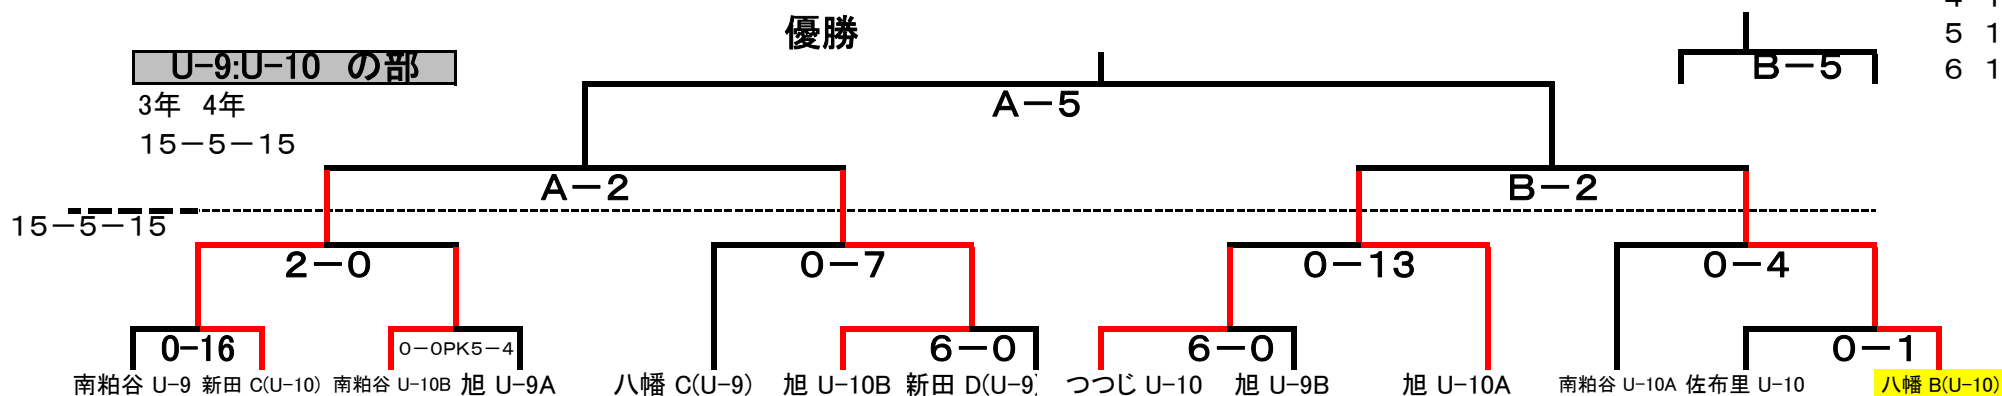 優勝
U-9:U-10 の部
3年 4年
15-5-15
5 1
6 1
B-5
A-5
A-2
B-2
15-5-15
2-0
0-7
0-13
0-4
0-16
0-0PK5-4
6-0
6-0
0-1
南粕谷 U-9
新田 C(U-10)
南粕谷 U-10B
旭 U-9A
八幡 C(U-9)
旭 U-10B
新田 D(U-9)
つつじ U-10
旭 U-9B
旭 U-10A
南粕谷 U-10A
佐布里 U-10
八幡 B(U-10)